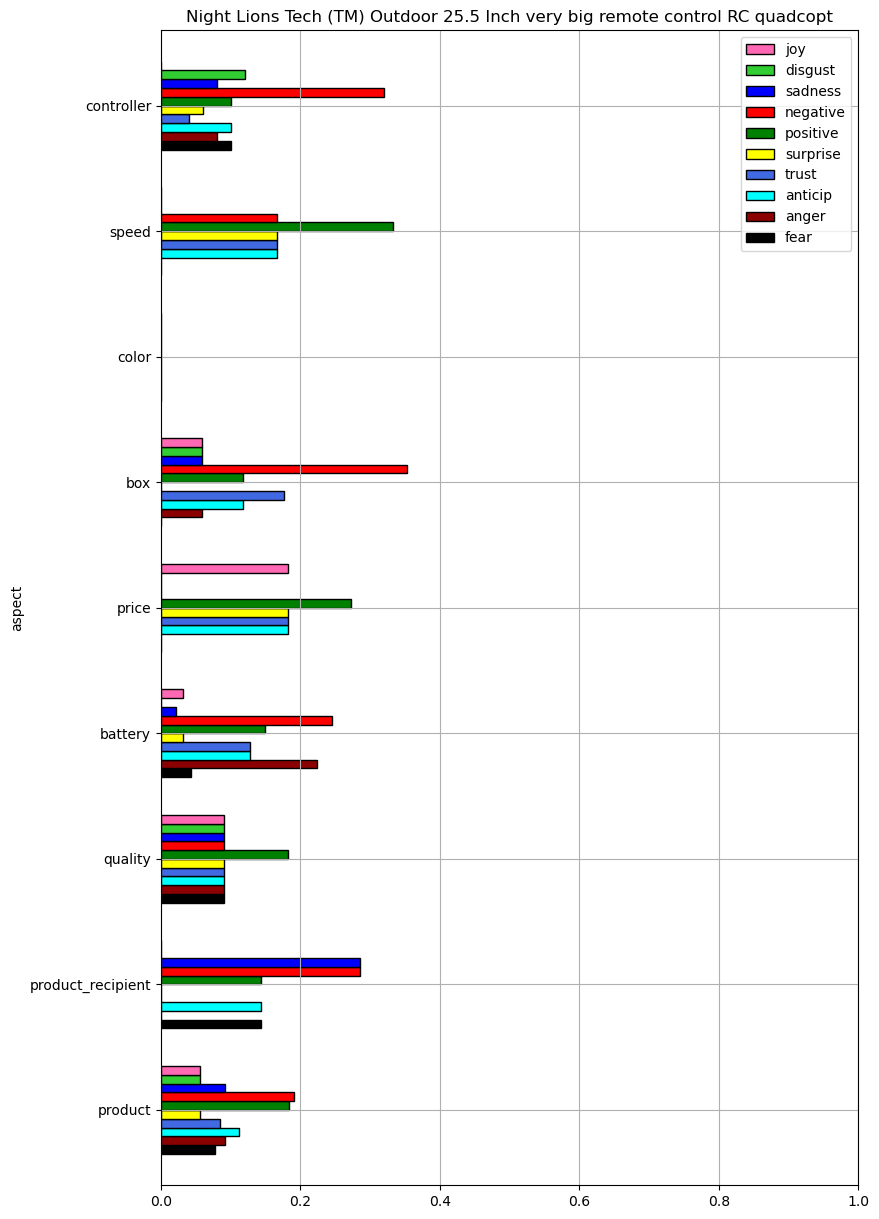 Night Lions Tech (TM) Outdoor 25.5 Inch very big remote control RC quadcopt
joy
disgust
sadness
negative
positive
surprise
trust
anticip
anger
fear
aspect
controller
speed
color
box
price
battery
quality
product_recipient
product
0.0 0.2 0.4 0.6 0.8 1.0